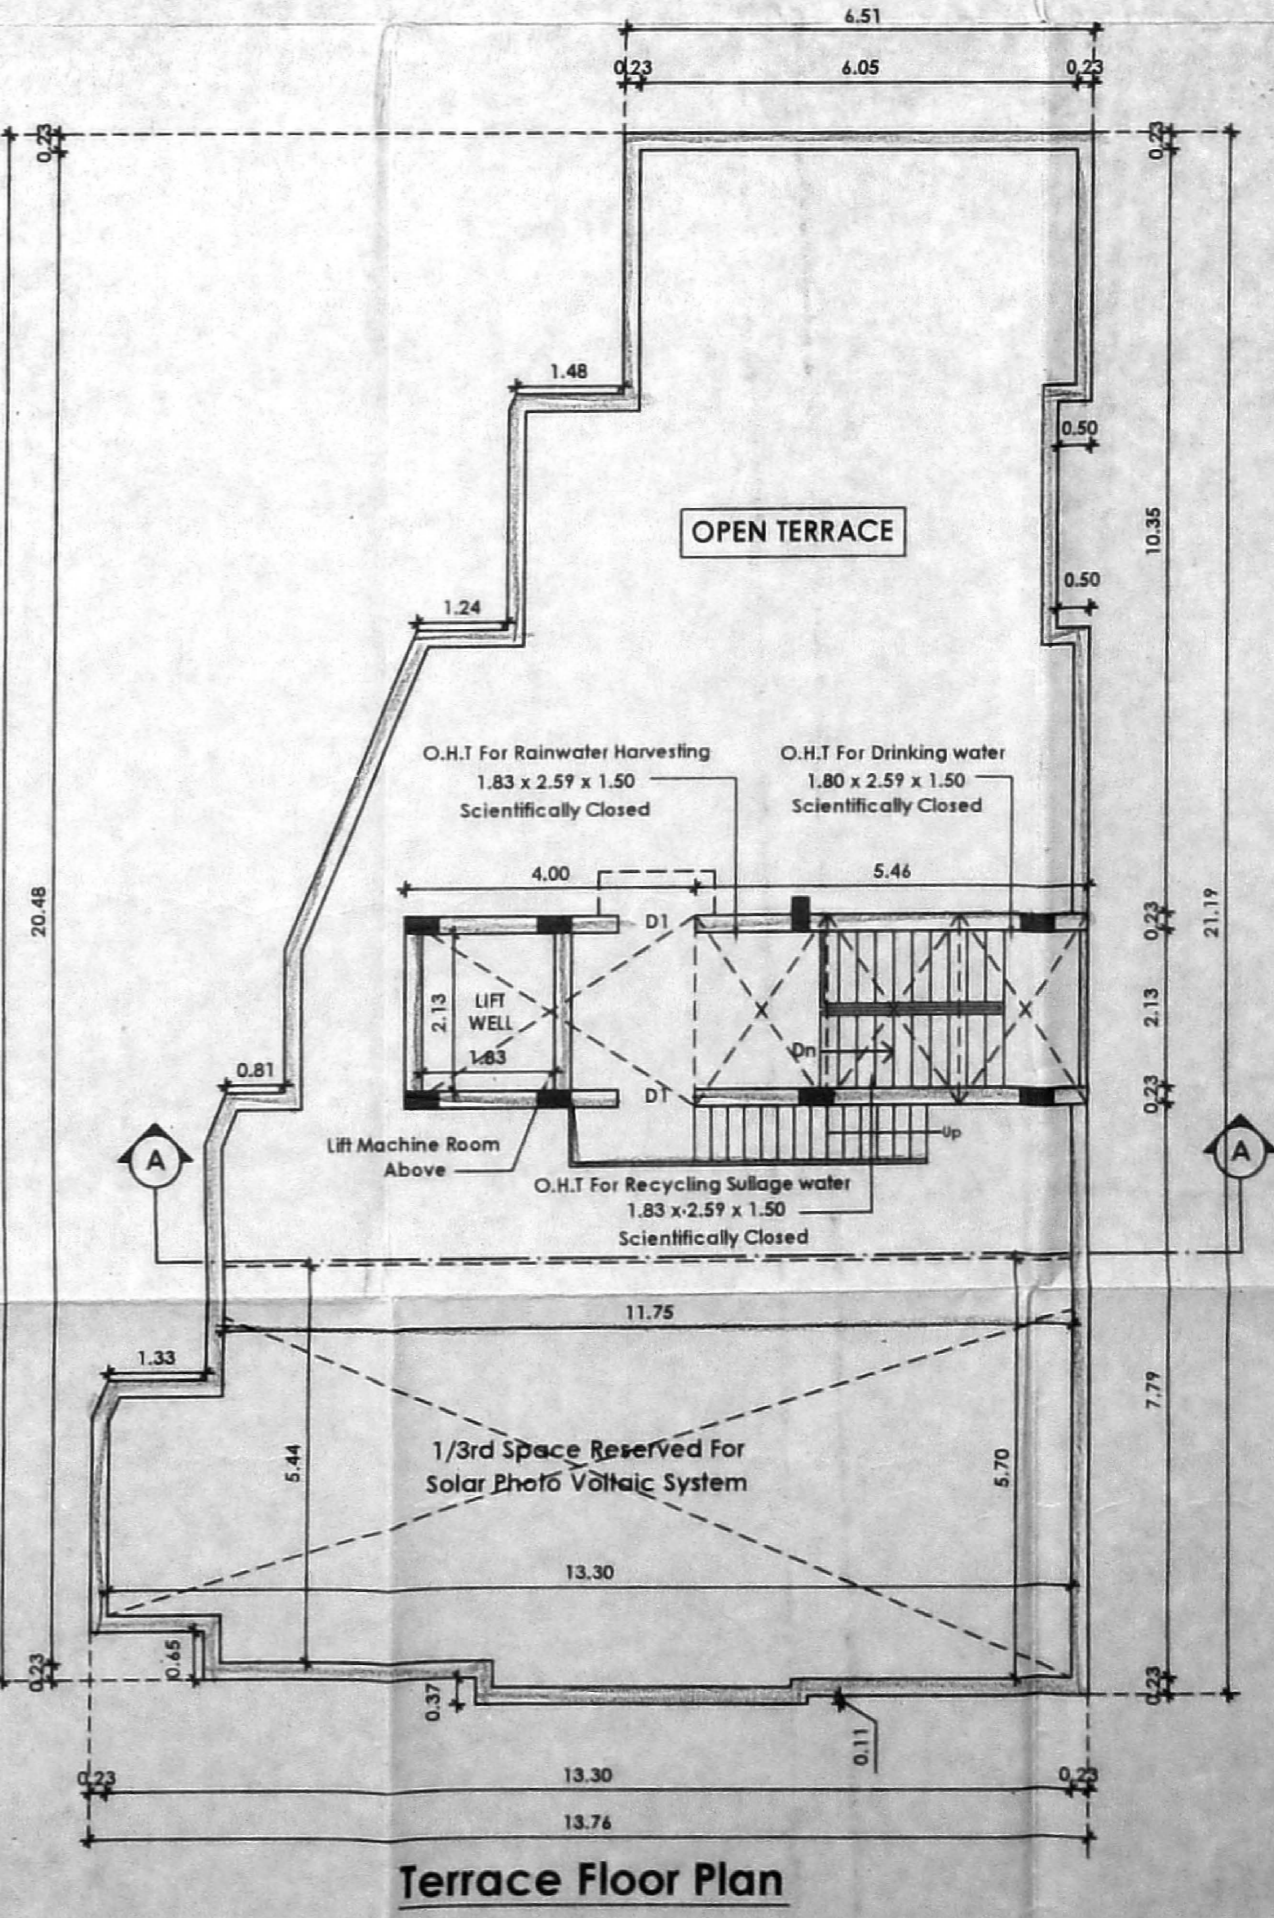 6.51
0.23
6.05
0.23
0.23
0.23
1.48
0.50
OPEN TERRACE
10.35
0.50
1.24
O.H.T For Rainwater Harvesting
1.83 x 2.59 x 1.50
Scientifically Closed
O.H.T For Drinking water
1.80 x 2.59 x 1.50
Scientifically Closed
4.00
5.46
20.48
21.19
D1
0.23
2.13
LIFT
WELL
1.83
Dn
2.13
0.81
D1
0.23
Up
A
A
Lift Machine Room
Above
O.H.T For Recycling Sullage water
1.83 x 2.59 x 1.50
Scientifically Closed
11.75
1.33
7.79
1/3rd Space Reserved For
Solar Photo Voltaic System
5.44
5.70
13.30
0.65
0.23
0.37
0.23
0.11
0.23
13.30
0.23
13.76
Terrace Floor Plan